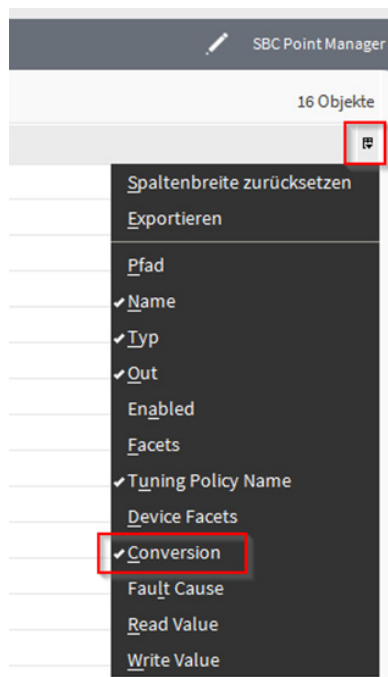 SBC Point Manager
16 Objekte
Spaltenbreite zurücksetzen
Exportieren
Pfad
Name
Typ
Out
Enabled
Facets
Tuning Policy Name
Device Facets
Conversion
Fault Cause
Read Value
Write Value